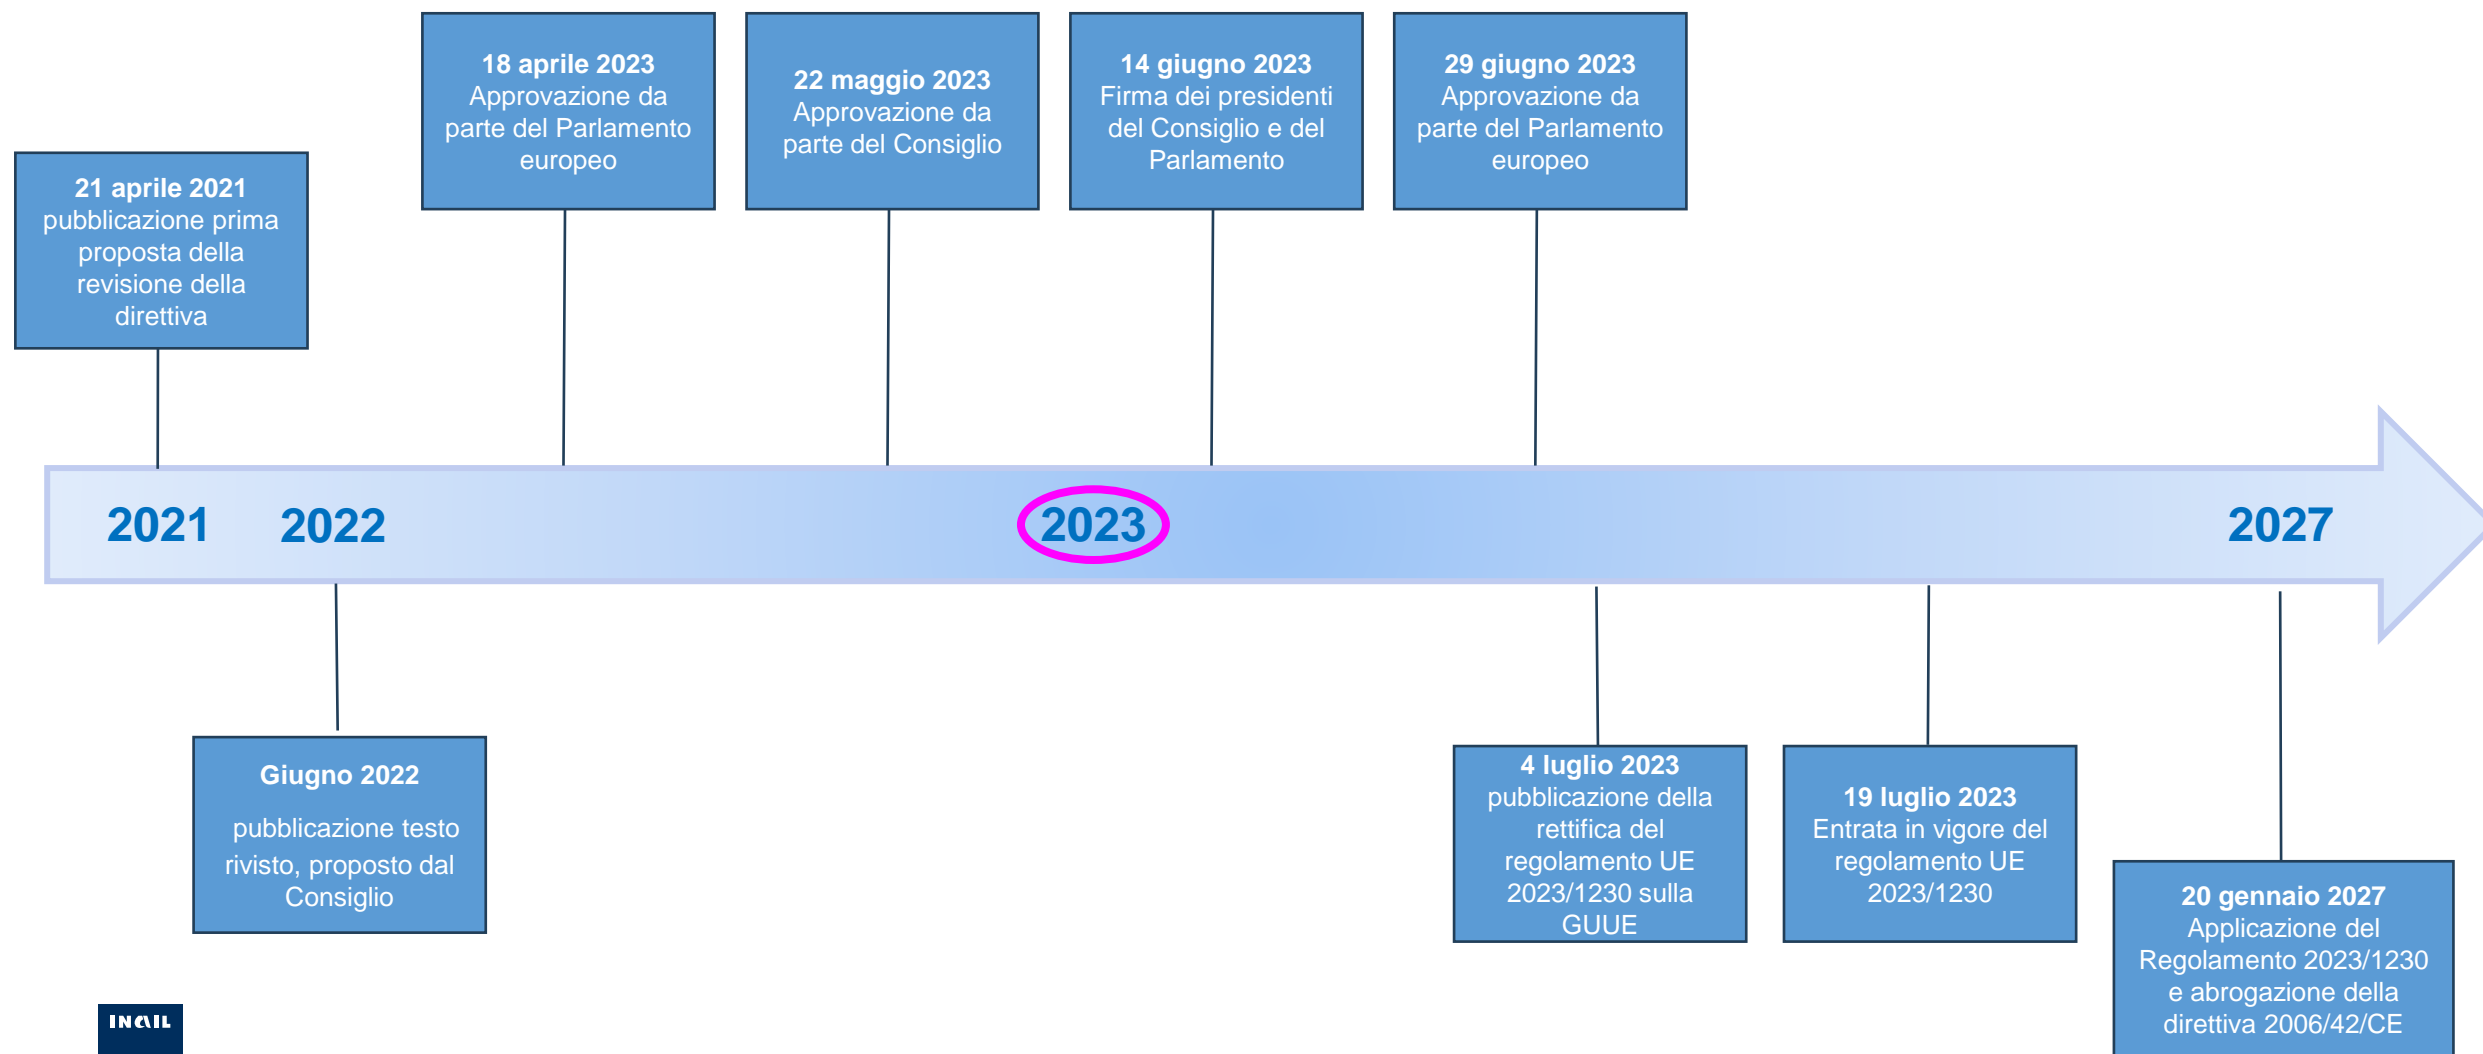 18 aprile 2023
Approvazione da
parte del Parlamento
europeo
22 maggio 2023
Approvazione da
parte del Consiglio
14 giugno 2023
Firma dei presidenti
del Consiglio e del
Parlamento
29 giugno 2023
Approvazione da
parte del Parlamento
europeo
21 aprile 2021
pubblicazione prima
proposta della
revisione della
direttiva
2021
2022
2023
2027
Giugno 2022
pubblicazione testo
rivisto, proposto dal
Consiglio
4 luglio 2023
pubblicazione della
rettifica del
regolamento UE
2023/1230 sulla
GUUE
19 luglio 2023
Entrata in vigore del
regolamento UE
2023/1230
20 gennaio 2027
Applicazione del
Regolamento 2023/1230
e abrogazione della
direttiva 2006/42/CE
INAIL